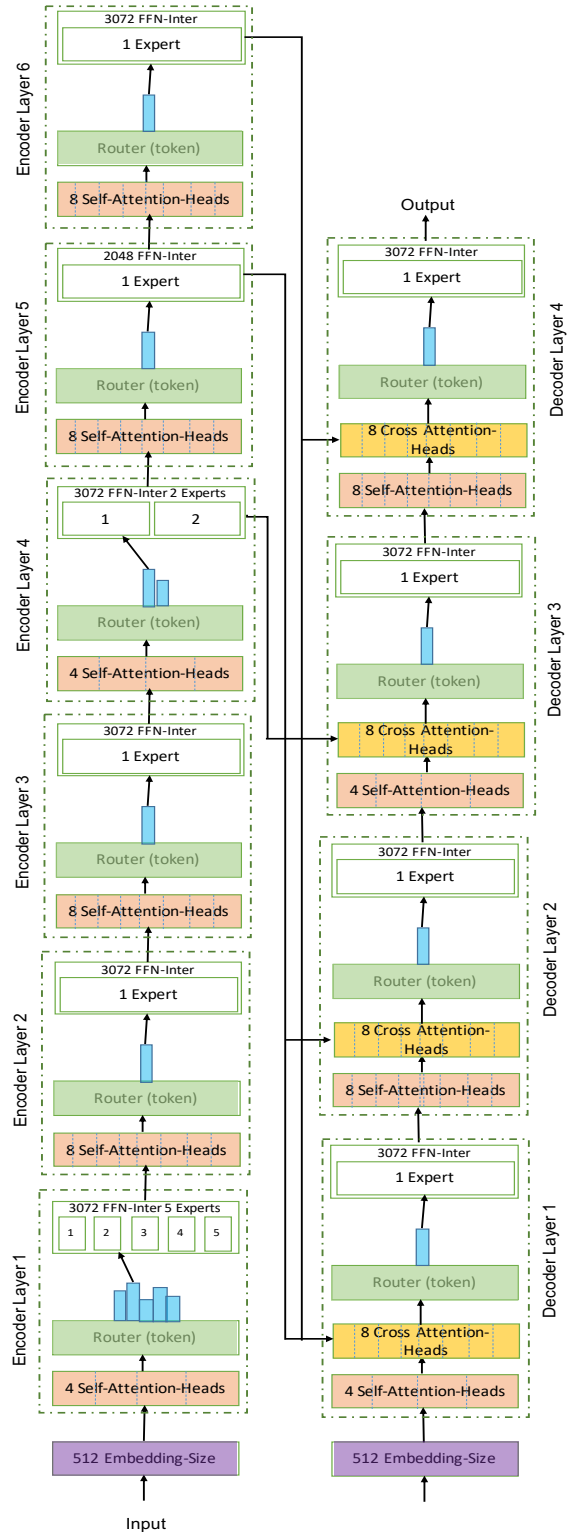 3072 FFN-Inter
1 Expert
Router (token)
8 Self-Attention-Heads
Encoder Layer 6
2048 FFN-Inter
1 Expert
Router (token)
8 Self-Attention-Heads
Encoder Layer 5
3072 FFN-Inter 2 Experts
1 2
Router (token)
4 Self-Attention-Heads
Encoder Layer 4
3072 FFN-Inter
1 Expert
Router (token)
8 Self-Attention-Heads
Encoder Layer 3
3072 FFN-Inter
1 Expert
Router (token)
8 Self-Attention-Heads
Encoder Layer 2
3072 FFN-Inter 5 Experts
1 2 3 4 5
Router (token)
4 Self-Attention-Heads
Encoder Layer 1
512 Embedding-Size
Input
Output
3072 FFN-Inter
1 Expert
Router (token)
8 Cross Attention-
Heads
8 Self-Attention-Heads
Decoder Layer 4
3072 FFN-Inter
1 Expert
Router (token)
8 Cross Attention-
Heads
4 Self-Attention-Heads
Decoder Layer 3
3072 FFN-Inter
1 Expert
Router (token)
8 Cross Attention-
Heads
8 Self-Attention-Heads
Decoder Layer 2
3072 FFN-Inter
1 Expert
Router (token)
8 Cross Attention-
Heads
4 Self-Attention-Heads
Decoder Layer 1
512 Embedding-Size